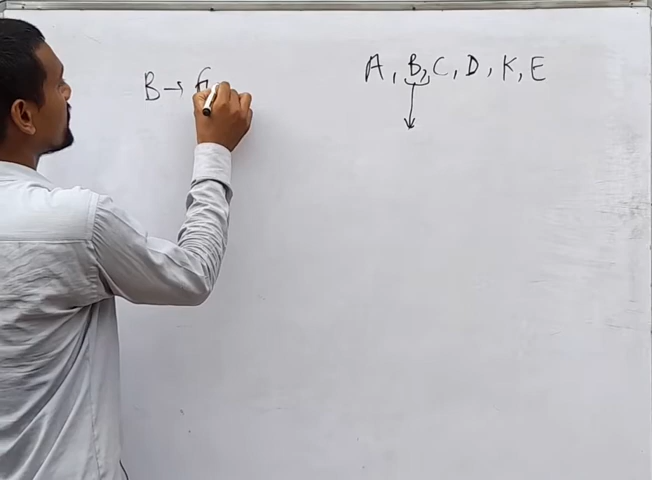 B →
A, B, C, D, K, E